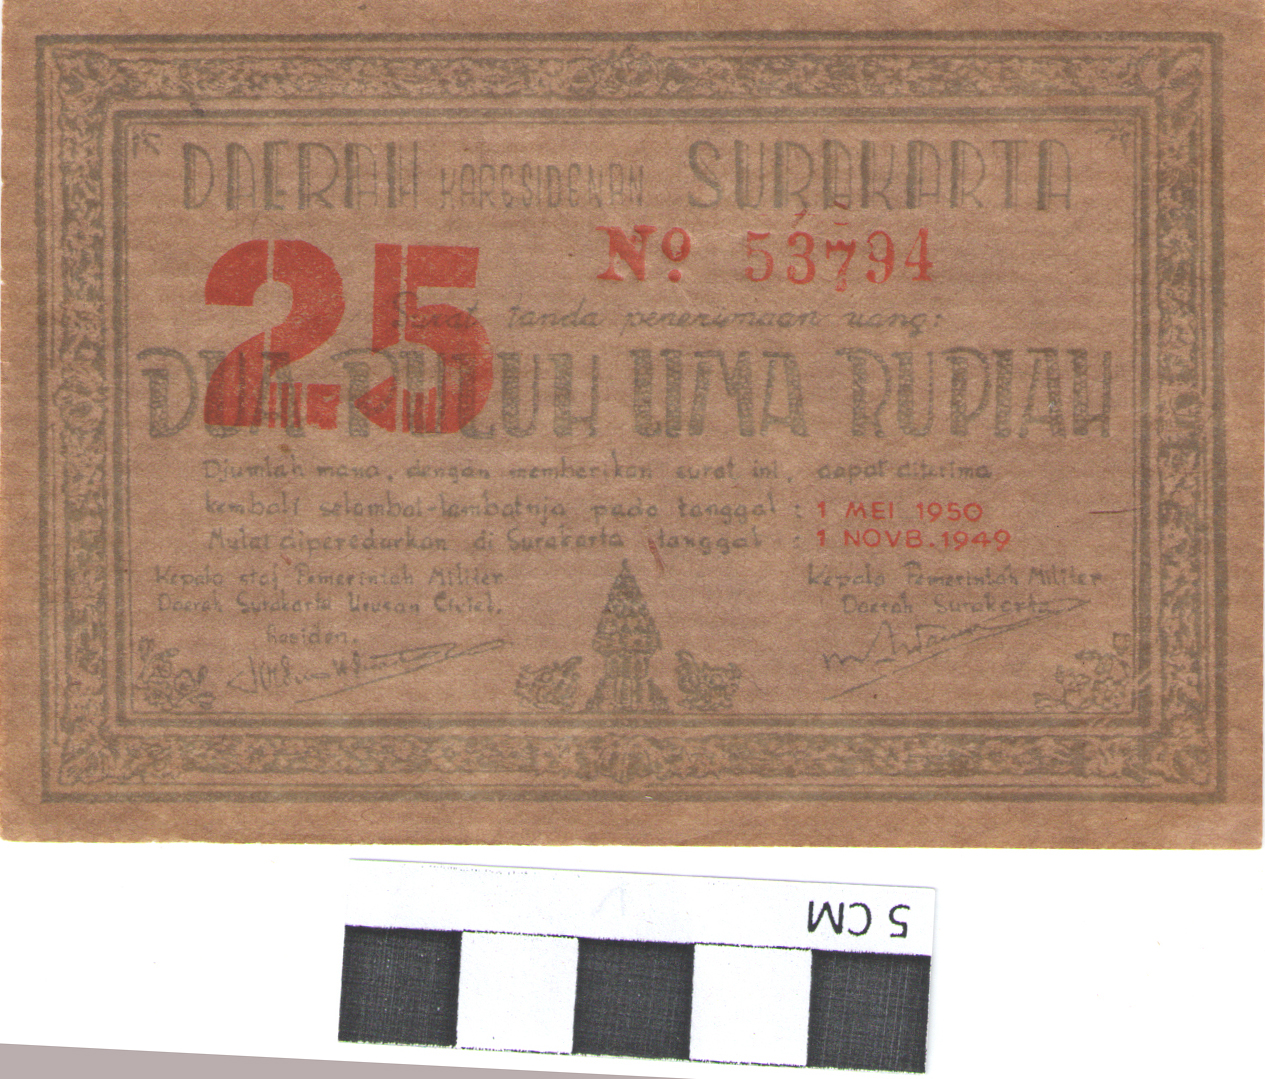 DAERAH KARESIDENAN SURAKARTA
25
No. 53794
Surat tanda penerimaan uang:
DUA PULUH LIMA RUPIAH
Djumlah mana, dengan memberikan surat ini, dapat diterima
kembali selambat-lambatnja pada tanggal : 1 MEI 1950
Mulai diperedarkan di Surakarta tanggal : 1 NOVB. 1949
Kepala staf Pemerintah Militer
Daerah Surakarta Urusan Civiel.
Residen.
Kepala Pemerintah Militer
Daerah Surakarta
5 CM